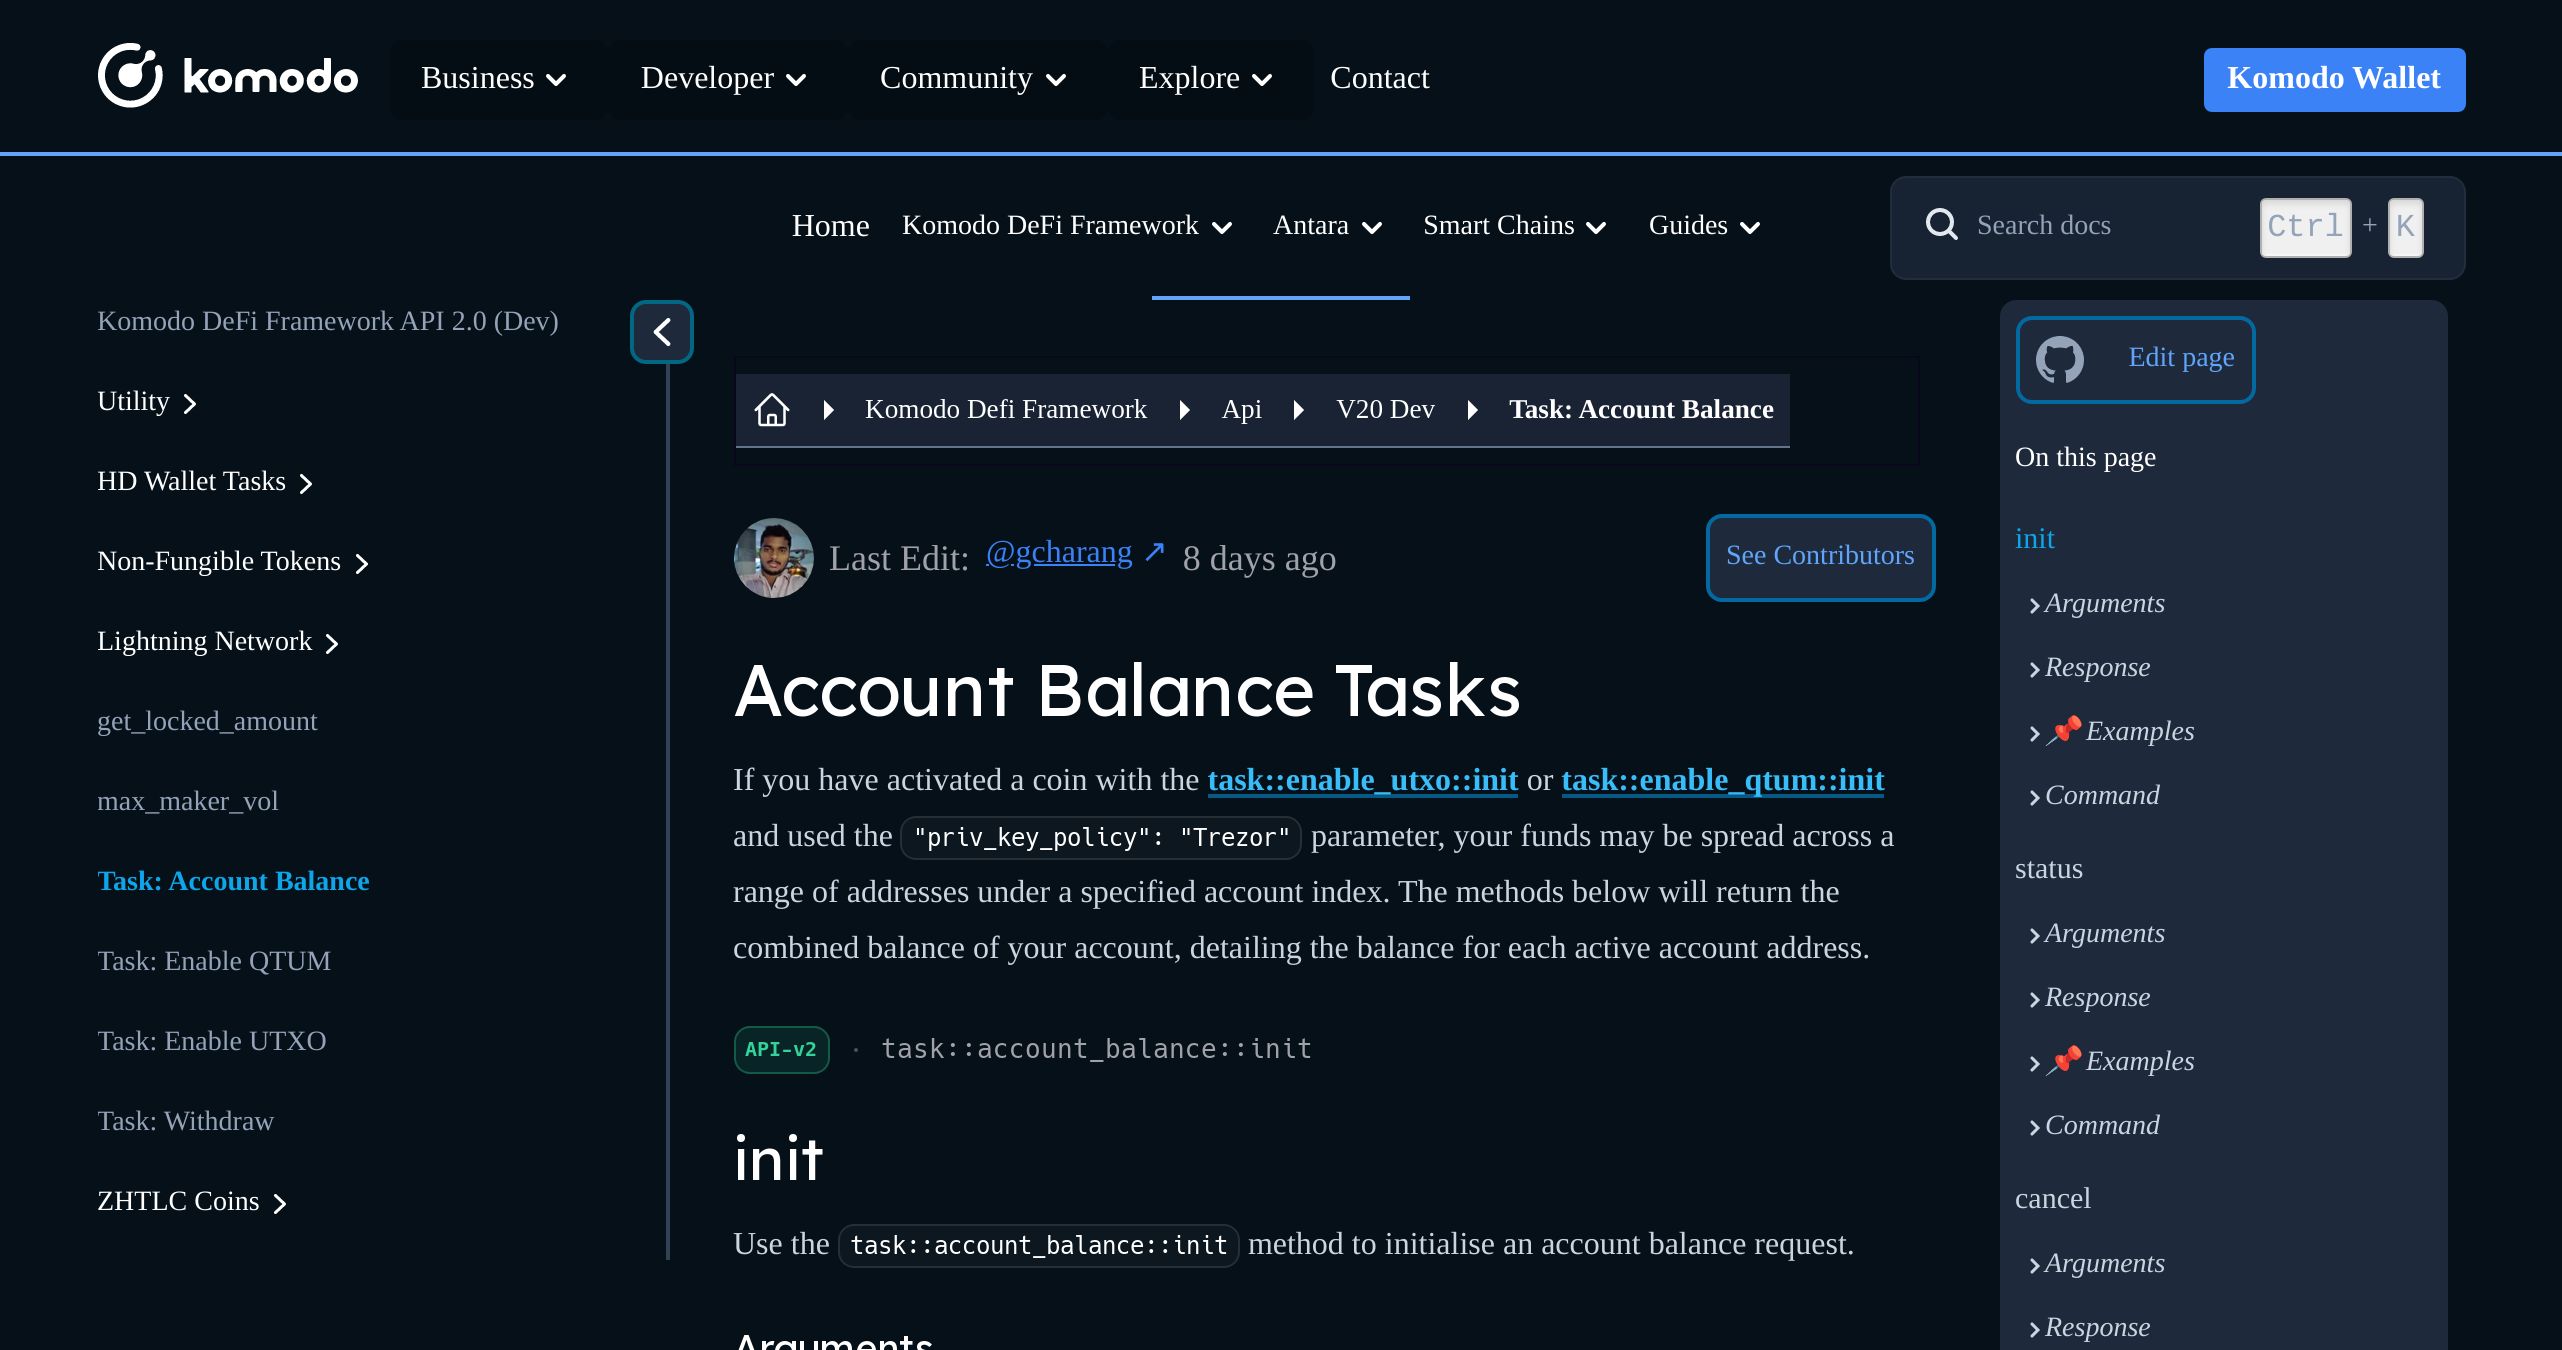 komodo
Business
Developer
Community
Explore
Contact
Komodo Wallet
Home
Komodo DeFi Framework
Antara
Smart Chains
Guides
Search docs
Ctrl + K
Komodo DeFi Framework API 2.0 (Dev)
Utility
HD Wallet Tasks
Non-Fungible Tokens
Lightning Network
get_locked_amount
max_maker_vol
Task: Account Balance
Task: Enable QTUM
Task: Enable UTXO
Task: Withdraw
ZHTLC Coins
Komodo Defi Framework
Api
V20 Dev
Task: Account Balance
Last Edit: @gcharang ↗ 8 days ago
See Contributors
Account Balance Tasks
If you have activated a coin with the task::enable_utxo::init or task::enable_qtum::init
and used the "priv_key_policy": "Trezor" parameter, your funds may be spread across a
range of addresses under a specified account index. The methods below will return the
combined balance of your account, detailing the balance for each active account address.
API-v2 · task::account_balance::init
init
Use the task::account_balance::init method to initialise an account balance request.
Arguments
Edit page
On this page
init
Arguments
Response
📌 Examples
Command
status
Arguments
Response
📌 Examples
Command
cancel
Arguments
Response